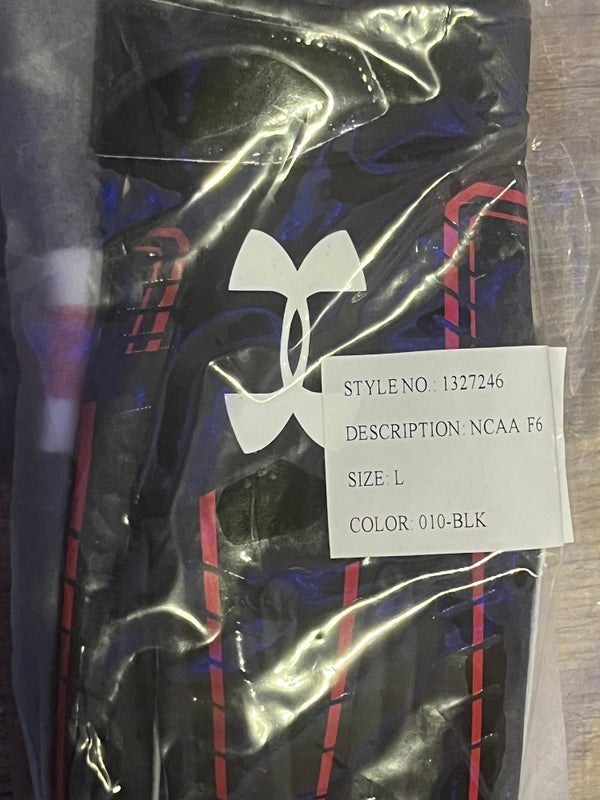 STYLE NO.: 1327246
DESCRIPTION: NCAA F6
SIZE: L
COLOR: 010-BLK